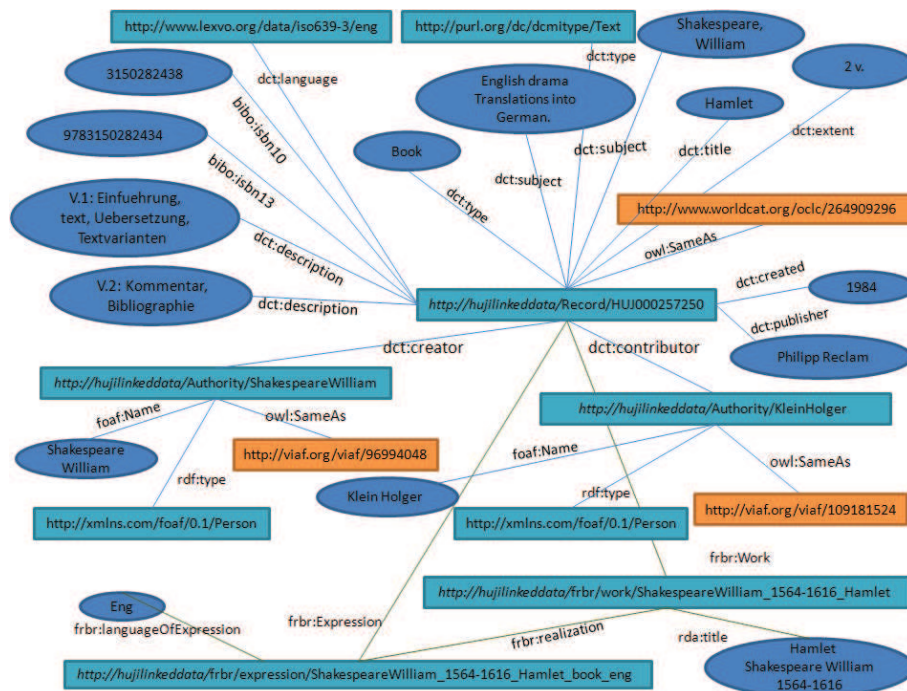 http://www.lexvo.org/data/iso639-3/eng
http://purl.org/dc/dcmitype/Text
Shakespeare,
William
3150282438
dct:language
dct:type
2 v.
English drama
Translations into
German.
Hamlet
bibo:isbn10
9783150282434
Book
dct:subject
dct:extent
dct:title
bibo:isbn13
dct:subject
dct:type
V.1: Einfuehrung,
text, Uebersetzung,
Textvarianten
http://www.worldcat.org/oclc/264909296
owl:SameAs
dct:description
dct:created
V.2: Kommentar,
Bibliographie
dct:description
http://hujilinkeddata/Record/HUJ000257250
1984
dct:publisher
dct:creator
dct:contributor
Philipp Reclam
http://hujilinkeddata/Authority/ShakespeareWilliam
http://hujilinkeddata/Authority/KleinHolger
foaf:Name
owl:SameAs
Shakespeare
William
http://viaf.org/viaf/96994048
foaf:Name
owl:SameAs
rdf:type
Klein Holger
rdf:type
http://viaf.org/viaf/109181524
http://xmlns.com/foaf/0.1/Person
http://xmlns.com/foaf/0.1/Person
frbr:Work
http://hujilinkeddata/frbr/work/ShakespeareWilliam_1564-1616_Hamlet
Eng
frbr:languageOfExpression
frbr:Expression
frbr:realization
rda:title
Hamlet
Shakespeare William
1564-1616
http://hujilinkeddata/frbr/expression/ShakespeareWilliam_1564-1616_Hamlet_book_eng